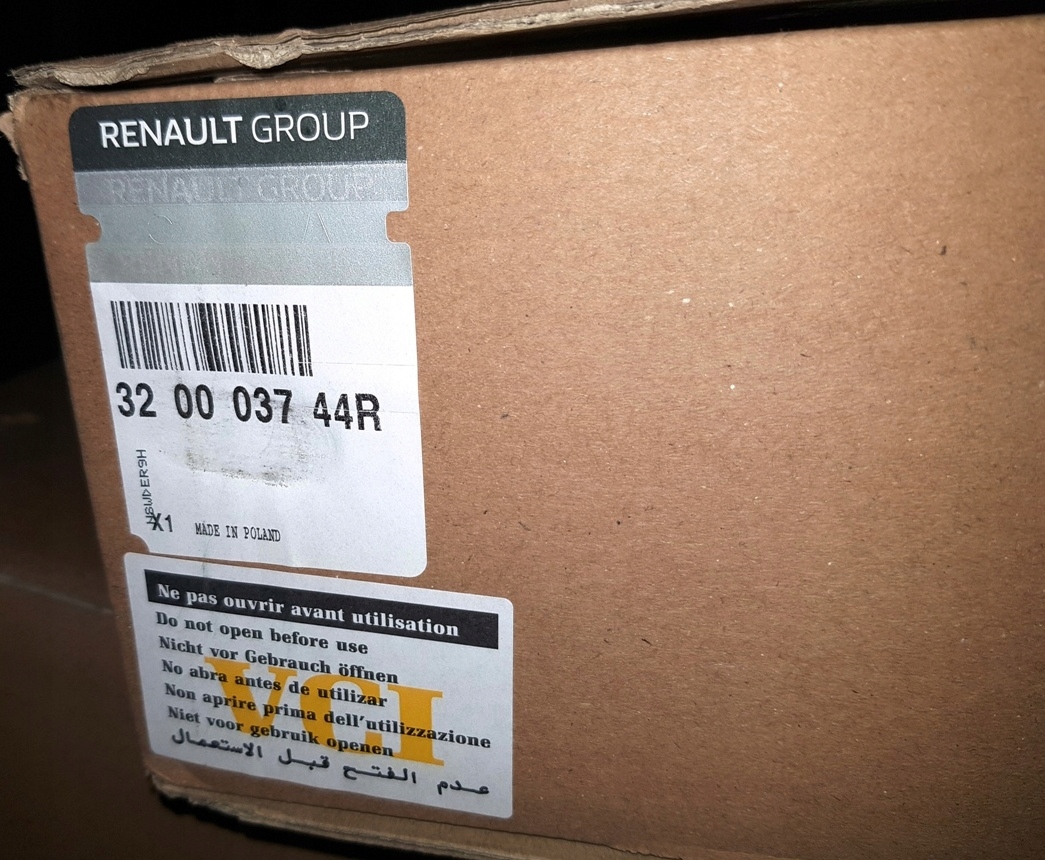 RENAULT GROUP
RENAULT GROUP
32 00 037 44R
X1 MADE IN POLAND
Ne pas ouvrir avant utilisation
Do not open before use
Nicht vor Gebrauch öffnen
No abra antes de utilizar
Non aprire prima dell'utilizzazione
Niet voor gebruik openen
عدم الفتح قبل الاستعمال
VCI